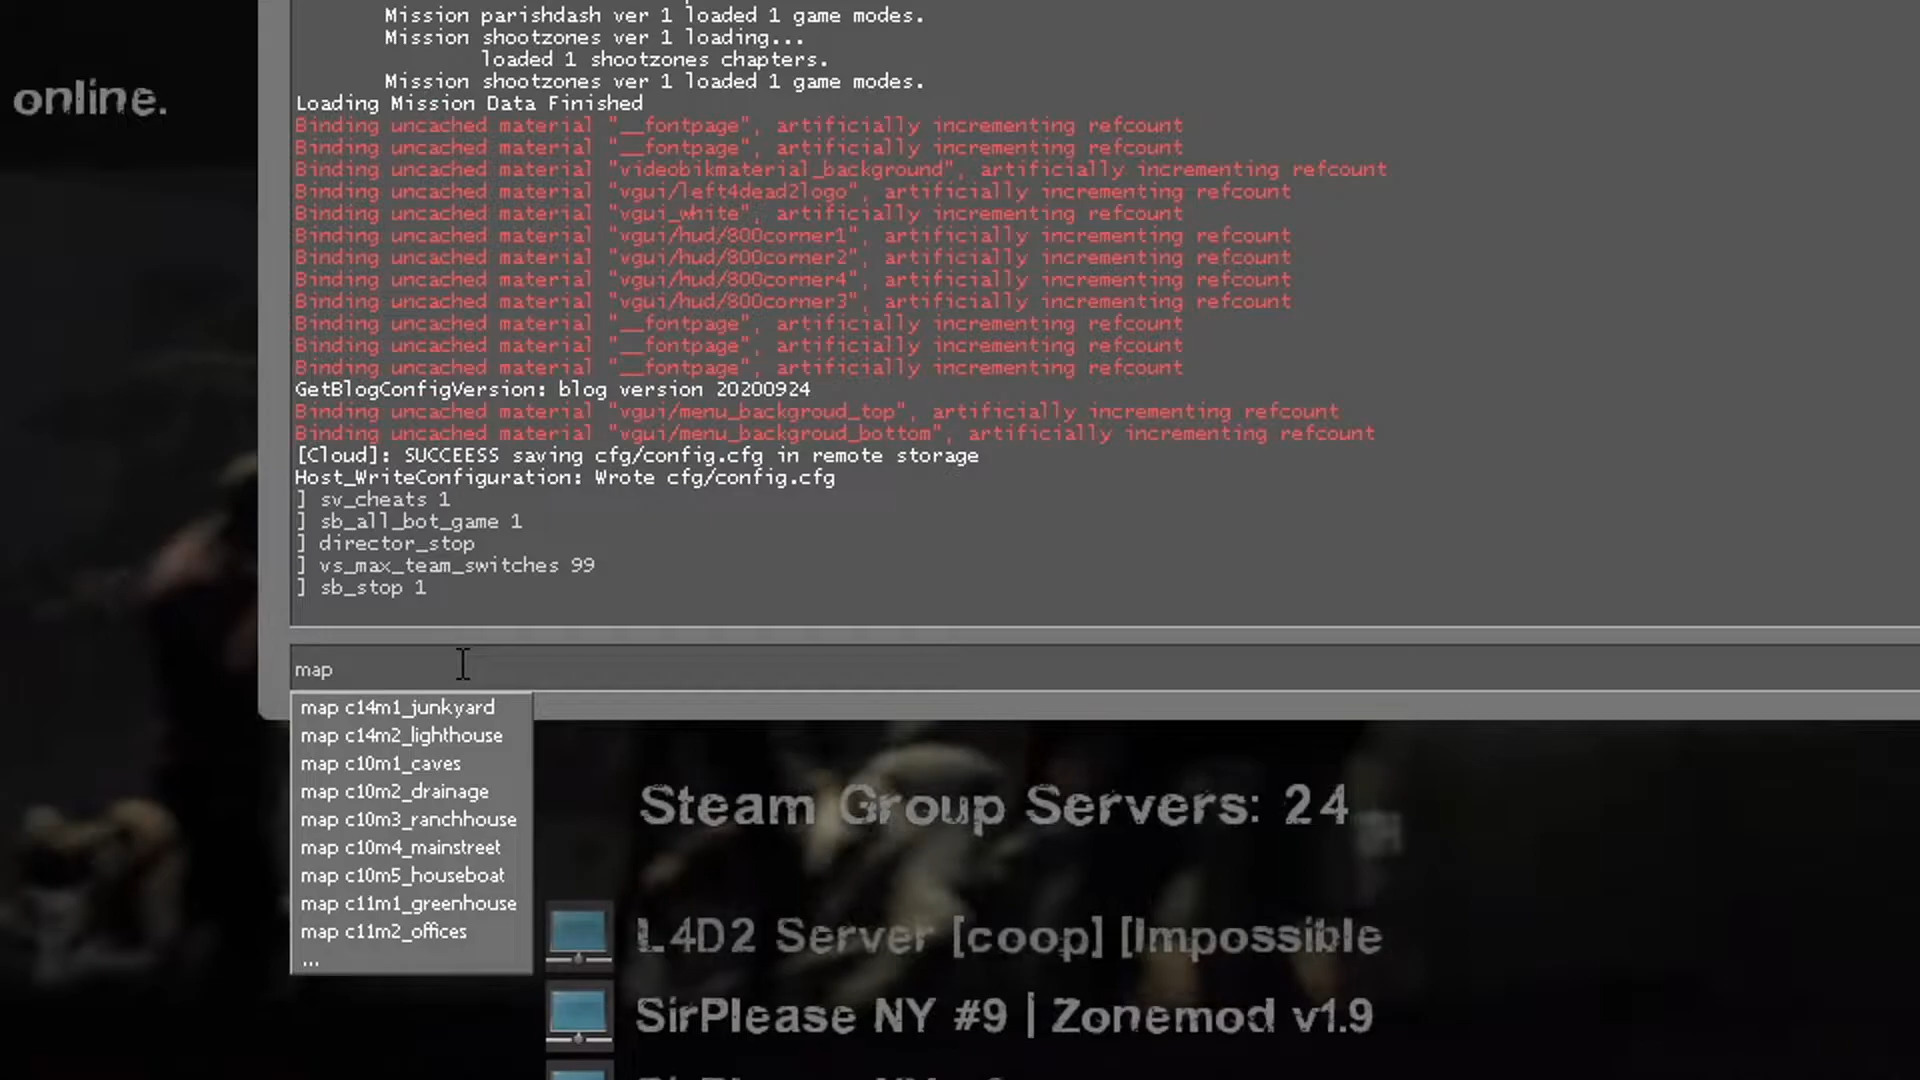 Mission parishdash ver 1 loaded 1 game modes.
Mission shootzones ver 1 loading...
loaded 1 shootzones chapters.
Mission shootzones ver 1 loaded 1 game modes.
online.
Loading Mission Data Finished
Binding uncached material "__fontpage", artificially incrementing refcount
Binding uncached material "__fontpage", artificially incrementing refcount
Binding uncached material "videobikmaterial_background", artificially incrementing refcount
Binding uncached material "vgui/left4dead2logo", artificially incrementing refcount
Binding uncached material "vgui_white", artificially incrementing refcount
Binding uncached material "vgui/hud/800corner1", artificially incrementing refcount
Binding uncached material "vgui/hud/800corner2", artificially incrementing refcount
Binding uncached material "vgui/hud/800corner4", artificially incrementing refcount
Binding uncached material "vgui/hud/800corner3", artificially incrementing refcount
Binding uncached material "__fontpage", artificially incrementing refcount
Binding uncached material "__fontpage", artificially incrementing refcount
Binding uncached material "__fontpage", artificially incrementing refcount
GetBlogConfigVersion: blog version 20200924
Binding uncached material "vgui/menu_backgroud_top", artificially incrementing refcount
Binding uncached material "vgui/menu_backgroud_bottom", artificially incrementing refcount
[Cloud]: SUCCEESS saving cfg/config.cfg in remote storage
Host_WriteConfiguration: Wrote cfg/config.cfg
] sv_cheats 1
] sb_all_bot_game 1
] director_stop
] vs_max_team_switches 99
] sb_stop 1
map
map c14m1_junkyard
map c14m2_lighthouse
map c10m1_caves
map c10m2_drainage
map c10m3_ranchhouse
map c10m4_mainstreet
map c10m5_houseboat
map c11m1_greenhouse
map c11m2_offices
...
Steam Group Servers: 24
L4D2 Server [coop] [Impossible
SirPlease NY #9 | Zonemod v1.9